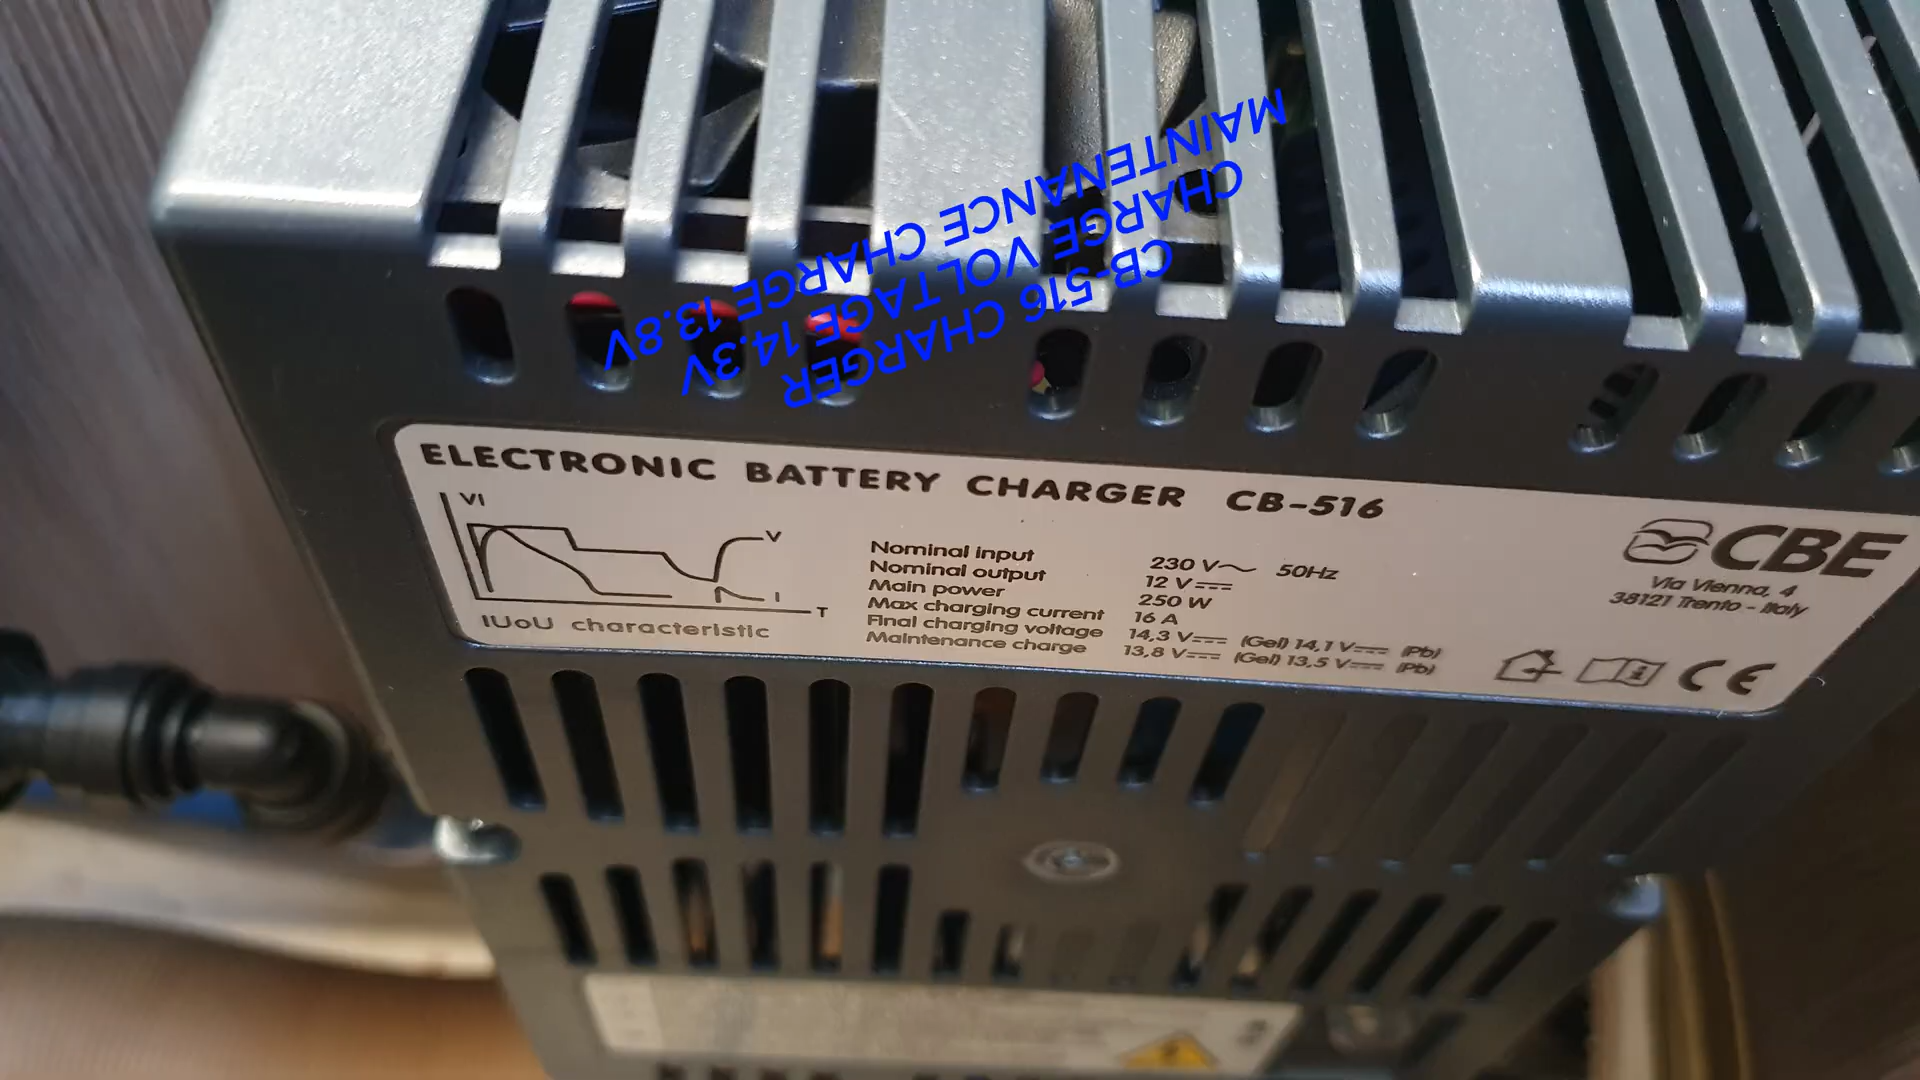 CB-516 CHARGER
CHARGE VOLTAGE 14.3V
MAINTENANCE CHARGE 13.8V
ELECTRONIC BATTERY CHARGER CB-516
VI
V
I
T
IUoU characteristic
Nominal input 230 V~ 50Hz
Nominal output 12 V⎓
Main power 250 W
Max charging current 16 A
Final charging voltage 14,3 V⎓ (Gel) 14,1 V⎓ (Pb)
Maintenance charge 13,8 V⎓ (Gel) 13,5 V⎓ (Pb)
CBE
Via Vienna, 4
38121 Trento - Italy
i
CE